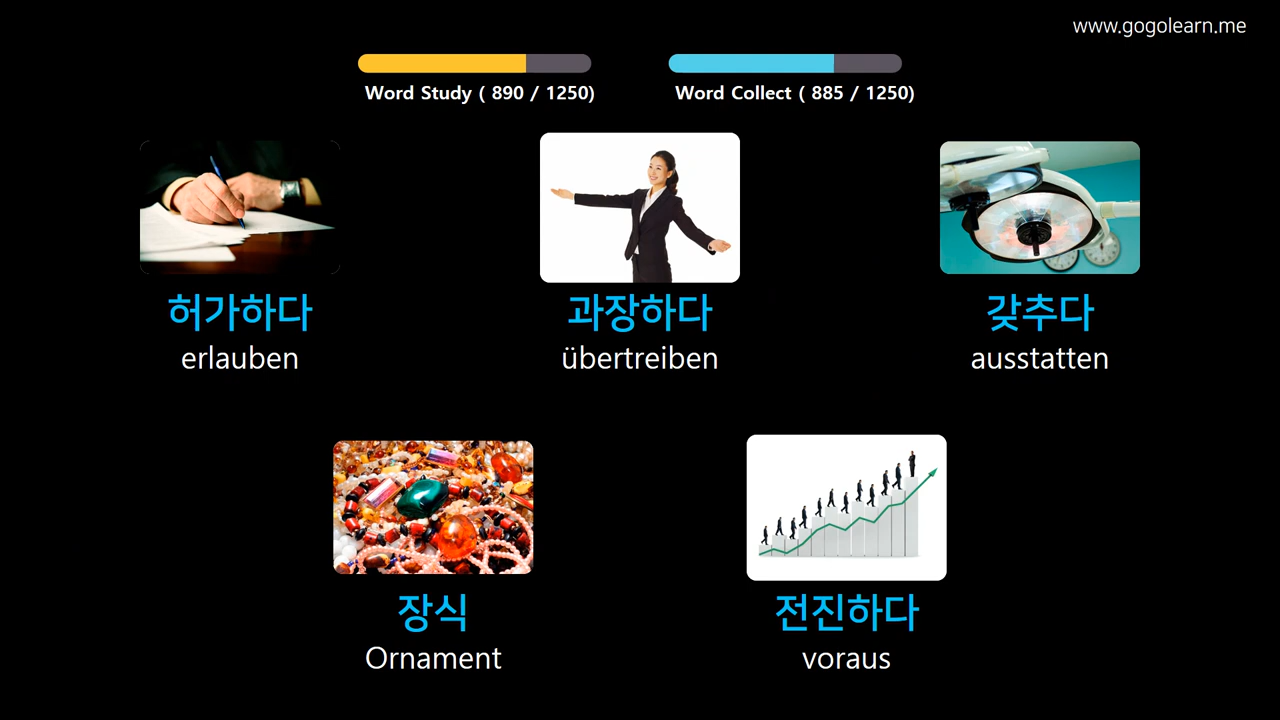 www.gogolearn.me
Word Study ( 890 / 1250)
Word Collect ( 885 / 1250)
허가하다
erlauben
과장하다
übertreiben
갖추다
ausstatten
장식
Ornament
전진하다
voraus